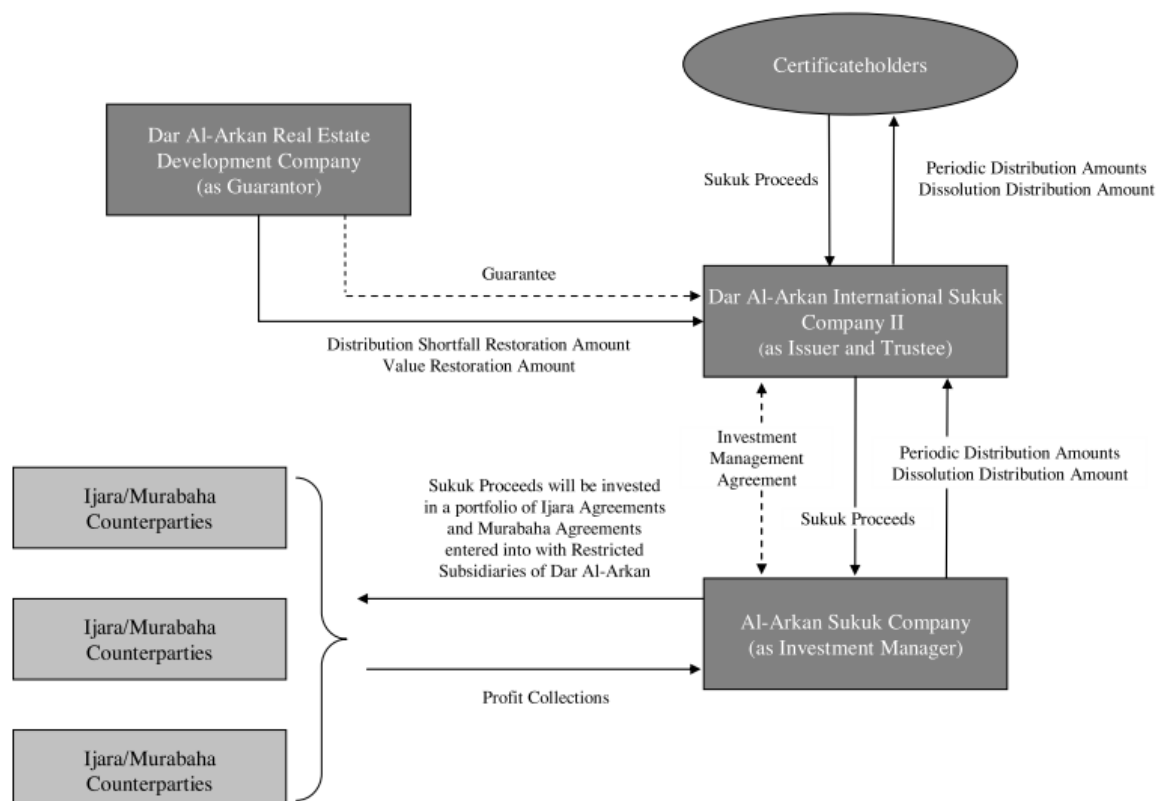 Certificateholders
Dar Al-Arkan Real Estate
Development Company
(as Guarantor)
Sukuk Proceeds
Periodic Distribution Amounts
Dissolution Distribution Amount
Guarantee
Dar Al-Arkan International Sukuk
Company II
(as Issuer and Trustee)
Distribution Shortfall Restoration Amount
Value Restoration Amount
Investment
Management
Agreement
Periodic Distribution Amounts
Dissolution Distribution Amount
Sukuk Proceeds
Ijara/Murabaha
Counterparties
Sukuk Proceeds will be invested
in a portfolio of Ijara Agreements
and Murabaha Agreements
entered into with Restricted
Subsidiaries of Dar Al-Arkan
Ijara/Murabaha
Counterparties
Al-Arkan Sukuk Company
(as Investment Manager)
Profit Collections
Ijara/Murabaha
Counterparties